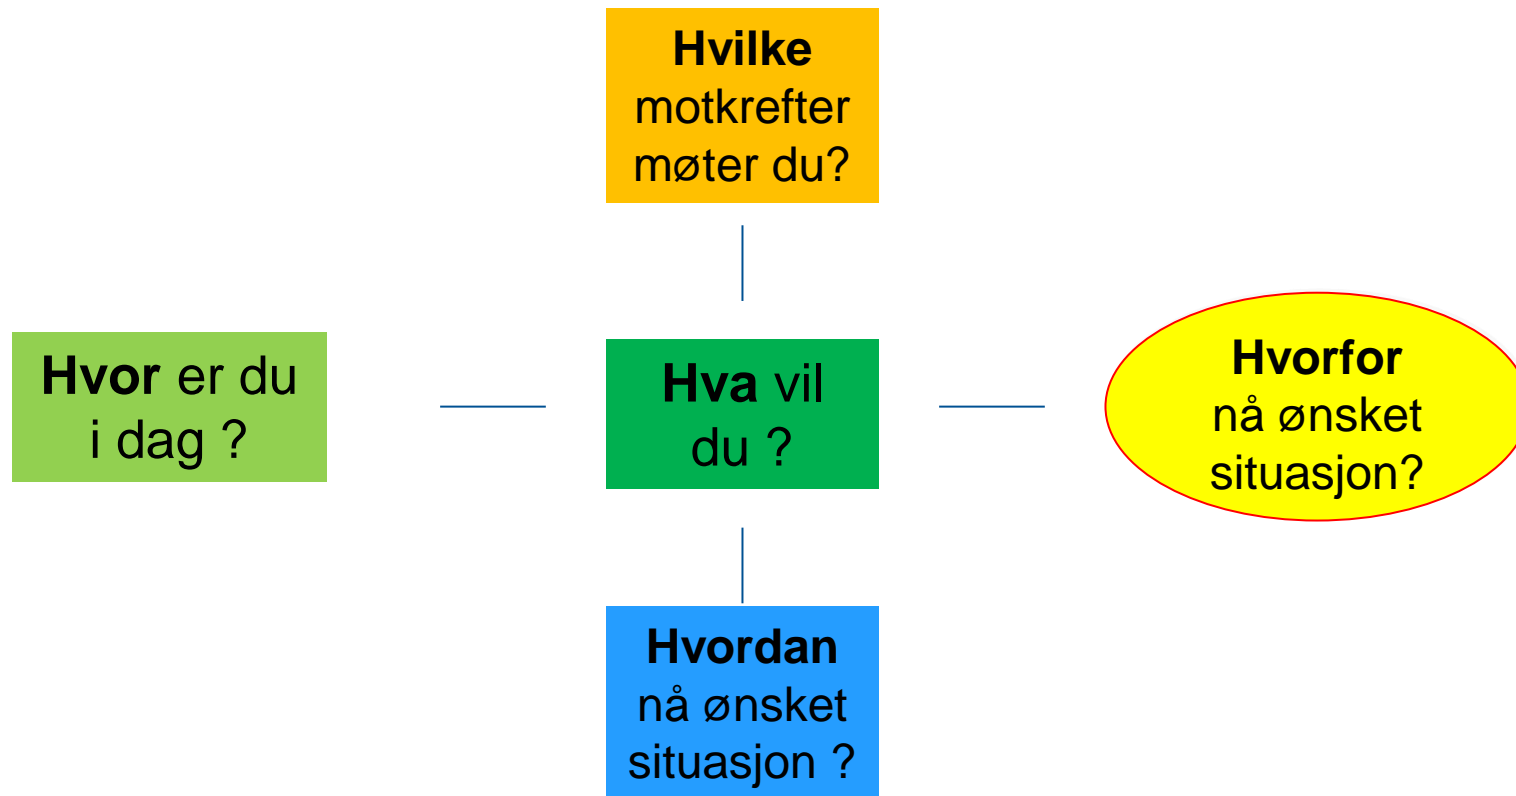 Hvilke
motkrefter
møter du?
Hvor er du
i dag ?
Hva vil
du ?
Hvorfor
nå ønsket
situasjon?
Hvordan
nå ønsket
situasjon ?